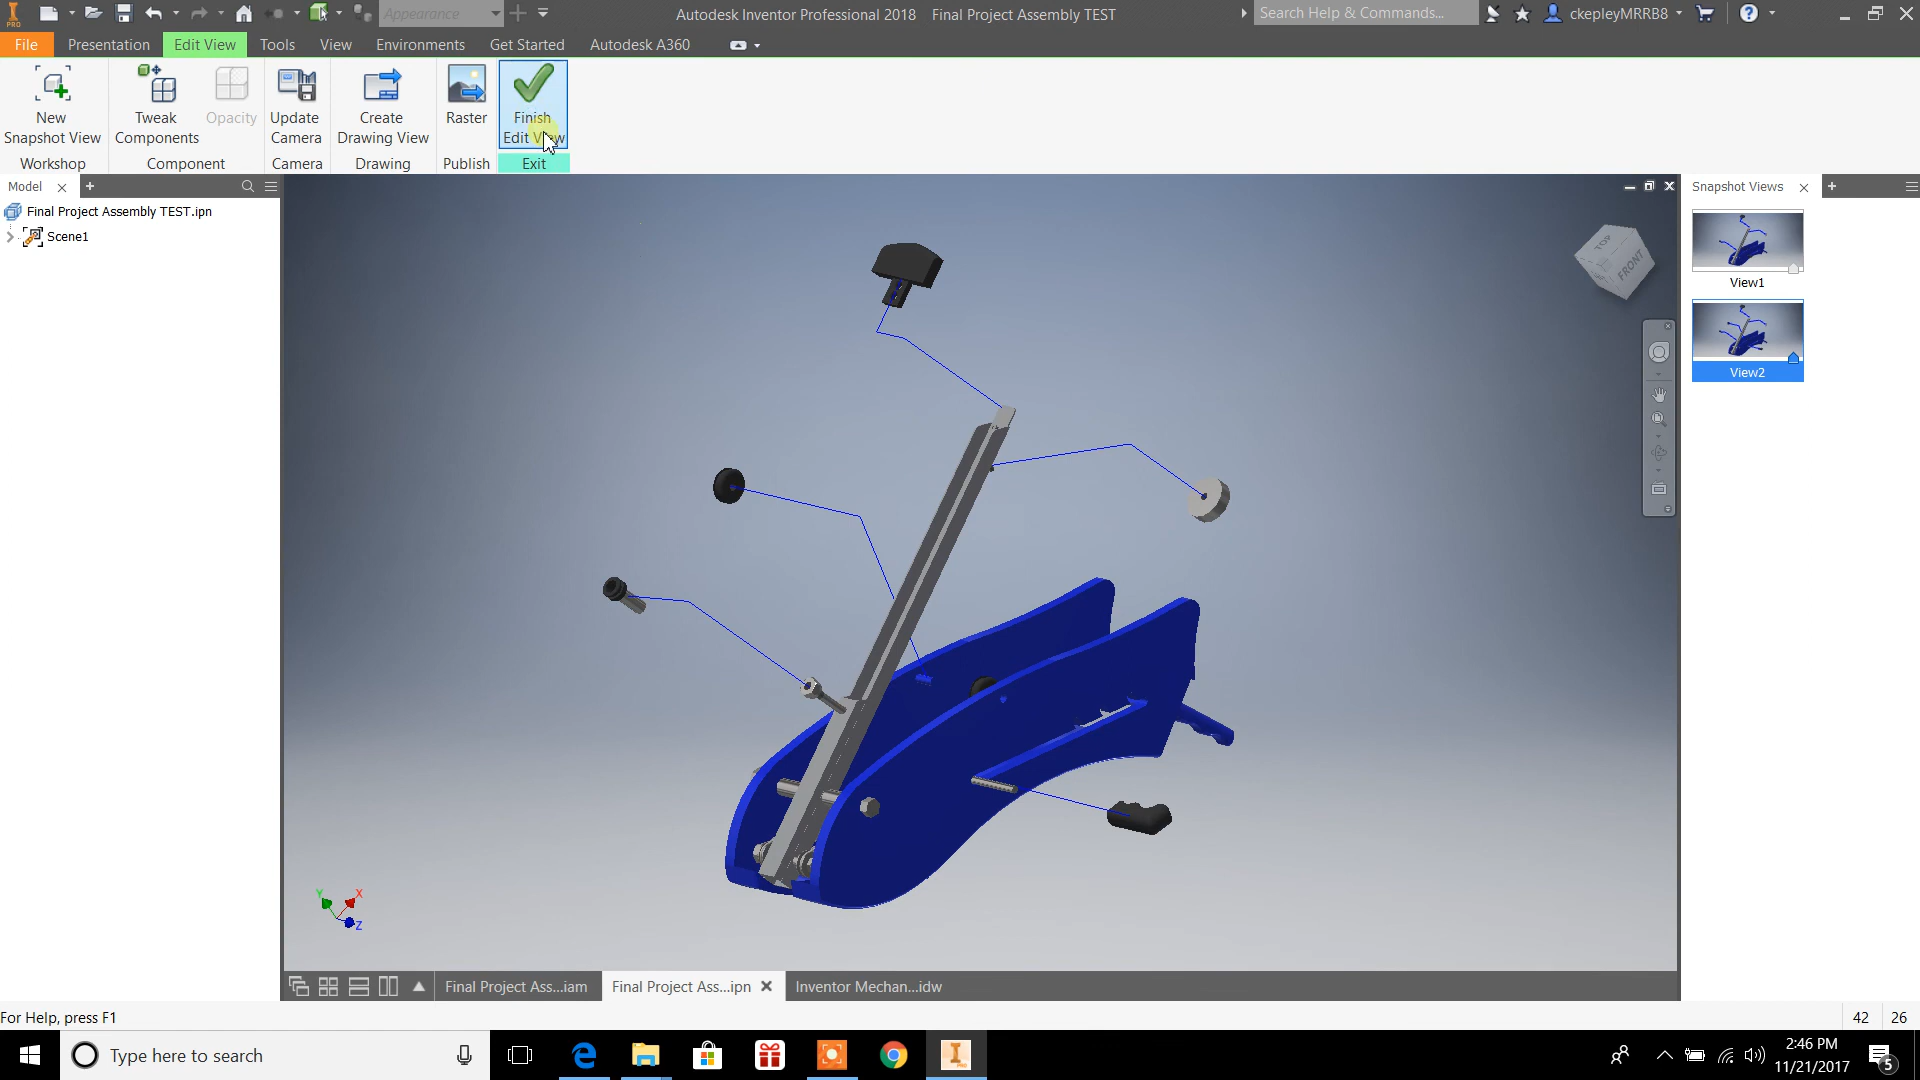 PRO
Appearance
Autodesk Inventor Professional 2018 Final Project Assembly TEST
Search Help & Commands...
ckepleyMRRB8
File Presentation Edit View Tools View Environments Get Started Autodesk A360
New
Snapshot View
Tweak
Components
Opacity
Update
Camera
Create
Drawing View
Raster
Finish
Edit View
Workshop Component Camera Drawing Publish Exit
Model
Final Project Assembly TEST.ipn
Scene1
TOP
FRONT
Snapshot Views
View1
View2
Y X
Z
Final Project Ass...iam Final Project Ass...ipn Inventor Mechan...idw
For Help, press F1
42 26
Type here to search
PRO
2:46 PM
11/21/2017
5